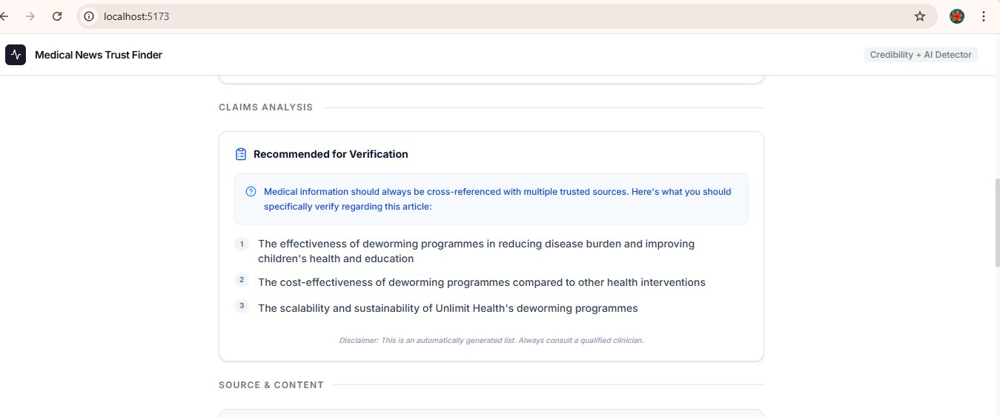 localhost:5173
Medical News Trust Finder
Credibility + AI Detector
CLAIMS ANALYSIS
Recommended for Verification
Medical information should always be cross-referenced with multiple trusted sources. Here's what you should
specifically verify regarding this article:
1 The effectiveness of deworming programmes in reducing disease burden and improving
children's health and education
2 The cost-effectiveness of deworming programmes compared to other health interventions
3 The scalability and sustainability of Unlimit Health's deworming programmes
Disclaimer: This is an automatically generated list. Always consult a qualified clinician.
SOURCE & CONTENT